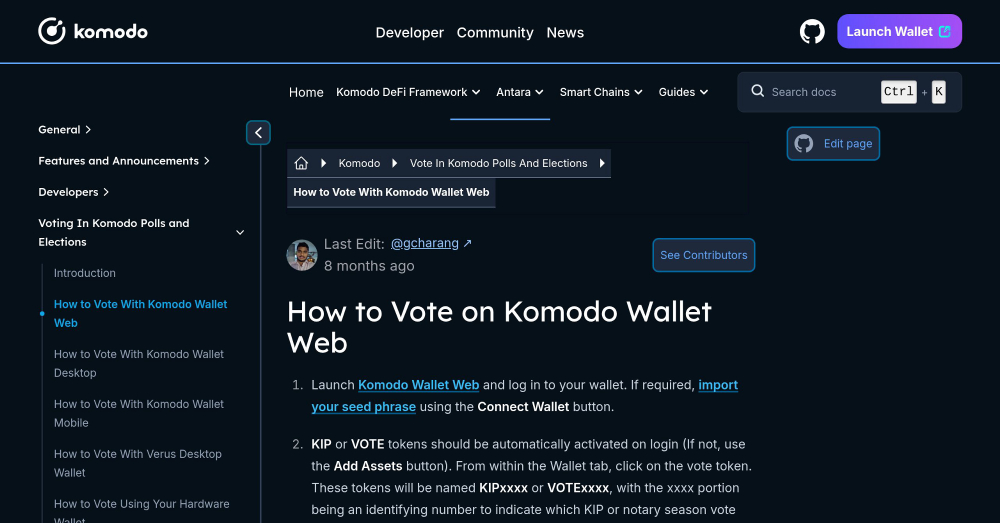 komodo
Developer Community News
Launch Wallet
Home Komodo DeFi Framework Antara Smart Chains Guides
Search docs Ctrl + K
General
Features and Announcements
Developers
Voting In Komodo Polls and
Elections
Introduction
How to Vote With Komodo Wallet
Web
How to Vote With Komodo Wallet
Desktop
How to Vote With Komodo Wallet
Mobile
How to Vote With Verus Desktop
Wallet
How to Vote Using Your Hardware
Wallet
Edit page
Komodo Vote In Komodo Polls And Elections
How to Vote With Komodo Wallet Web
Last Edit: @gcharang ↗
8 months ago
See Contributors
How to Vote on Komodo Wallet
Web
1. Launch Komodo Wallet Web and log in to your wallet. If required, import
your seed phrase using the Connect Wallet button.
2. KIP or VOTE tokens should be automatically activated on login (If not, use
the Add Assets button). From within the Wallet tab, click on the vote token.
These tokens will be named KIPxxxx or VOTExxxx, with the xxxx portion
being an identifying number to indicate which KIP or notary season vote